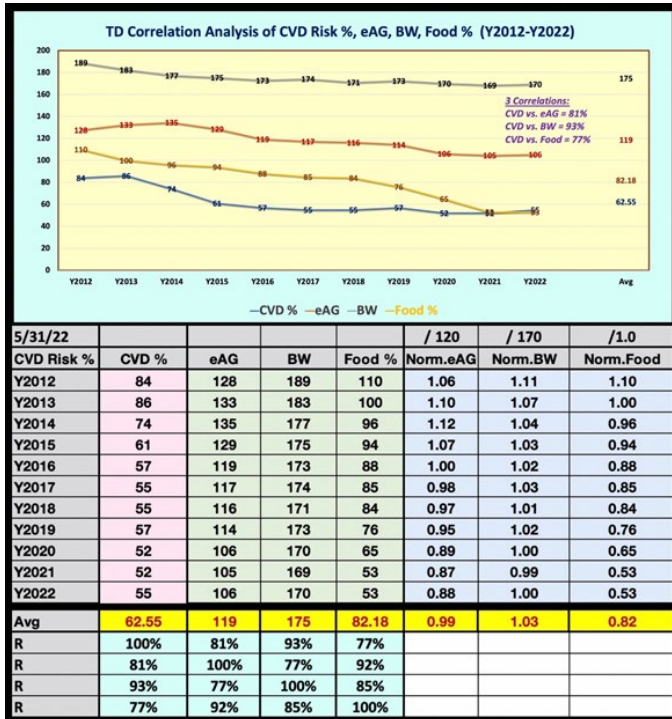 TD Correlation Analysis of CVD Risk %, eAG, BW, Food % (Y2012-Y2022)
200
180
160
140
120
100
80
60
40
20
0
189 183 177 175 173 174 171 173 170 169 170 175
128 133 135 129 119 117 116 114 106 105 106 119
110 100 96 94 88 85 84 76 65 53 53 82.18
84 86 74 61 57 55 55 57 52 52 55 62.55
3 Correlations:
CVD vs. eAG = 81%
CVD vs. BW = 93%
CVD vs. Food = 77%
Y2012 Y2013 Y2014 Y2015 Y2016 Y2017 Y2018 Y2019 Y2020 Y2021 Y2022 Avg
CVD % eAG BW Food %
5/31/22 / 120 / 170 /1.0
CVD Risk % CVD % eAG BW Food % Norm.eAG Norm.BW Norm.Food
Y2012 84 128 189 110 1.06 1.11 1.10
Y2013 86 133 183 100 1.10 1.07 1.00
Y2014 74 135 177 96 1.12 1.04 0.96
Y2015 61 129 175 94 1.07 1.03 0.94
Y2016 57 119 173 88 1.00 1.02 0.88
Y2017 55 117 174 85 0.98 1.03 0.85
Y2018 55 116 171 84 0.97 1.01 0.84
Y2019 57 114 173 76 0.95 1.02 0.76
Y2020 52 106 170 65 0.89 1.00 0.65
Y2021 52 105 169 53 0.87 0.99 0.53
Y2022 55 106 170 53 0.88 1.00 0.53
Avg 62.55 119 175 82.18 0.99 1.03 0.82
R 100% 81% 93% 77%
R 81% 100% 77% 92%
R 93% 77% 100% 85%
R 77% 92% 85% 100%